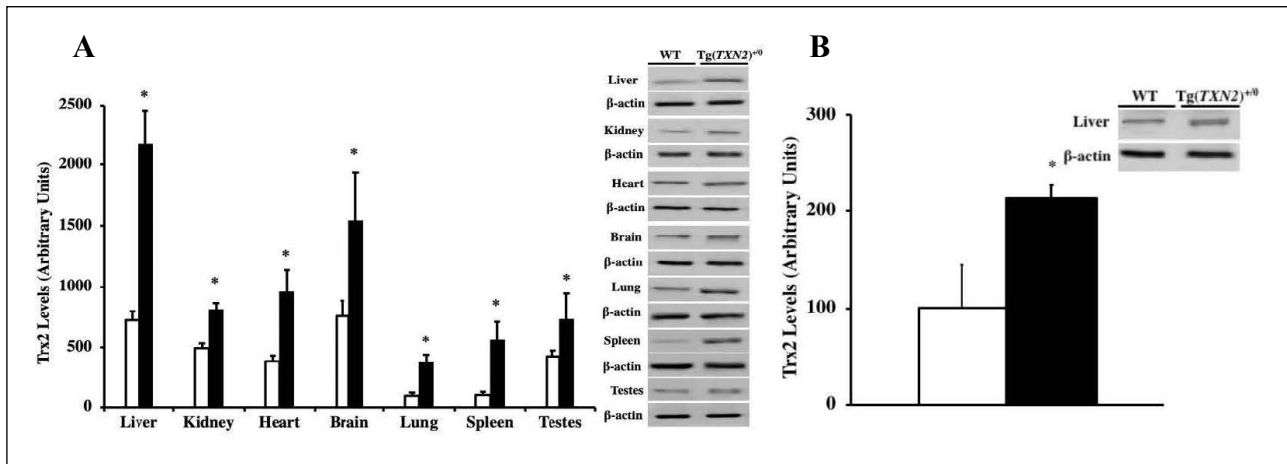 A
Trx2 Levels (Arbitrary Units)
2500
2000
1500
1000
500
0
* * * * * * *
Liver Kidney Heart Brain Lung Spleen Testes
WT Tg(TXN2)+/0
Liver
β-actin
Kidney
β-actin
Heart
β-actin
Brain
β-actin
Lung
β-actin
Spleen
β-actin
Testes
β-actin
B
Trx2 Levels (Arbitrary Units)
300
200
100
0
*
WT Tg(TXN2)+/0
Liver
β-actin